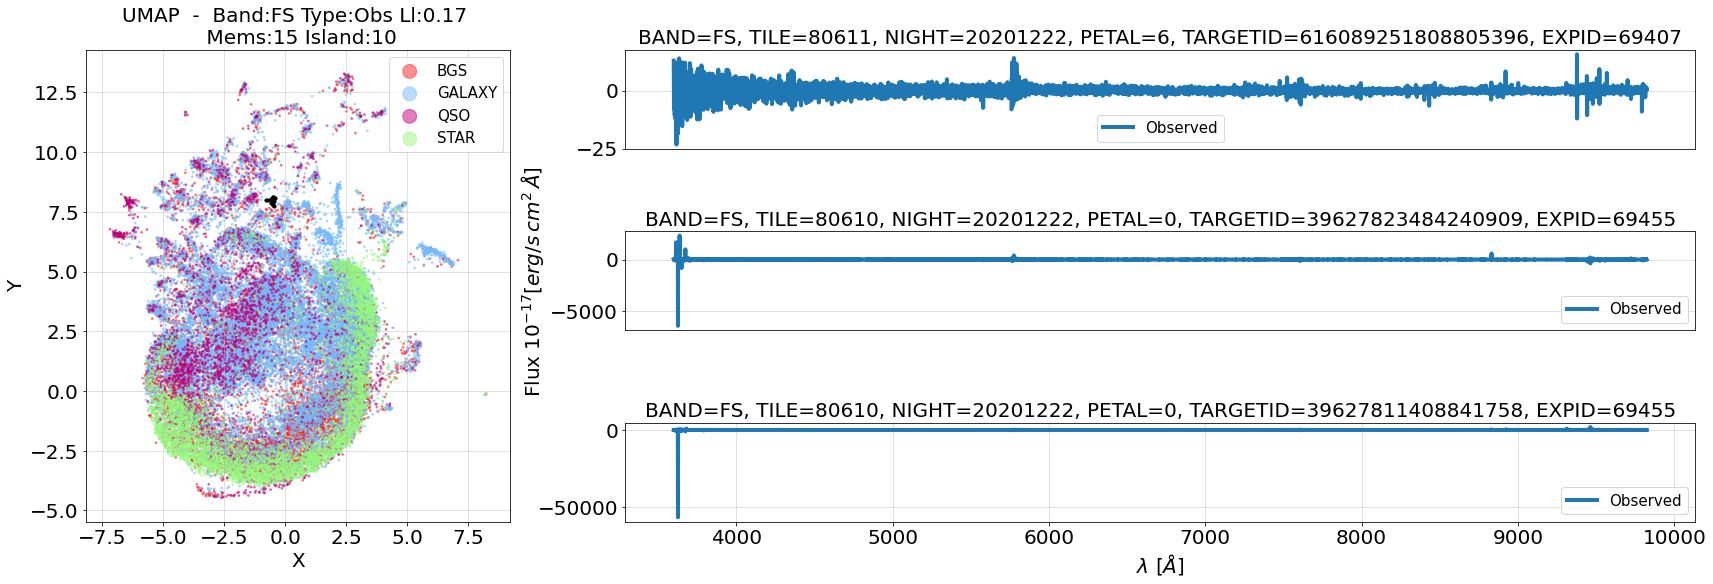 UMAP - Band:FS Type:Obs Ll:0.17
Mems:15 Island:10
BGS
GALAXY
QSO
STAR
12.5
10.0
7.5
5.0
2.5
0.0
−2.5
−5.0
Y
−7.5 −5.0 −2.5 0.0 2.5 5.0 7.5
X
Flux 10⁻¹⁷[erg/s cm² Å]
BAND=FS, TILE=80611, NIGHT=20201222, PETAL=6, TARGETID=616089251808805396, EXPID=69407
0
−25
Observed
BAND=FS, TILE=80610, NIGHT=20201222, PETAL=0, TARGETID=39627823484240909, EXPID=69455
0
−5000
Observed
BAND=FS, TILE=80610, NIGHT=20201222, PETAL=0, TARGETID=39627811408841758, EXPID=69455
0
−50000
Observed
4000 5000 6000 7000 8000 9000 10000
λ [Å]